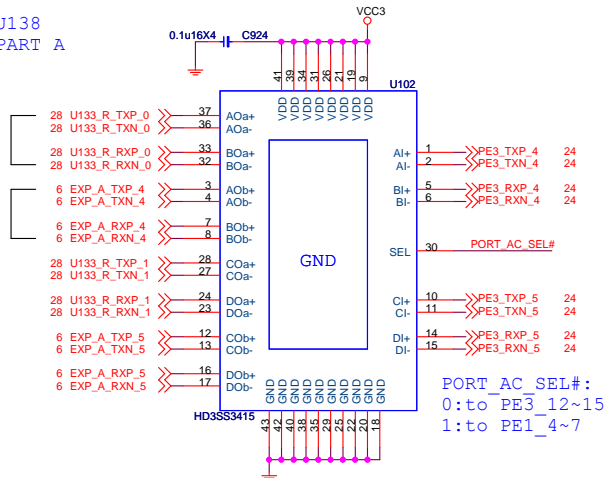 U138
PART A
VCC3
0.1u16X4 C924
41 39 34 31 26 21 19 9
VDD VDD VDD VDD VDD VDD VDD VDD
U102
28 U133_R_TXP_0 37 AOa+
28 U133_R_TXN_0 36 AOa-
28 U133_R_RXP_0 33 BOa+
28 U133_R_RXN_0 32 BOa-
6 EXP_A_TXP_4 3 AOb+
6 EXP_A_TXN_4 4 AOb-
6 EXP_A_RXP_4 7 BOb+
6 EXP_A_RXN_4 8 BOb-
28 U133_R_TXP_1 28 COa+
28 U133_R_TXN_1 27 COa-
28 U133_R_RXP_1 24 DOa+
28 U133_R_RXN_1 23 DOa-
6 EXP_A_TXP_5 12 COb+
6 EXP_A_TXN_5 13 COb-
6 EXP_A_RXP_5 16 DOb+
6 EXP_A_RXN_5 17 DOb-
GND
AI+ 1 PE3_TXP_4 24
AI- 2 PE3_TXN_4 24
BI+ 5 PE3_RXP_4 24
BI- 6 PE3_RXN_4 24
SEL 30 PORT_AC_SEL#
CI+ 10 PE3_TXP_5 24
CI- 11 PE3_TXN_5 24
DI+ 14 PE3_RXP_5 24
DI- 15 PE3_RXN_5 24
GND GND GND GND GND GND GND GND GND GND
HD3SS3415
43 42 40 38 35 29 25 22 20 18
PORT_AC_SEL#:
0:to PE3_12~15
1:to PE1_4~7